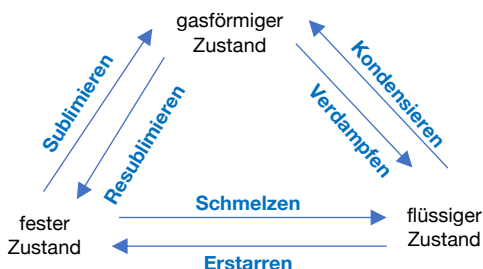 gasförmiger
Zustand
Sublimieren
Resublimieren
Verdampfen
Kondensieren
fester
Zustand
Schmelzen
flüssiger
Zustand
Erstarren